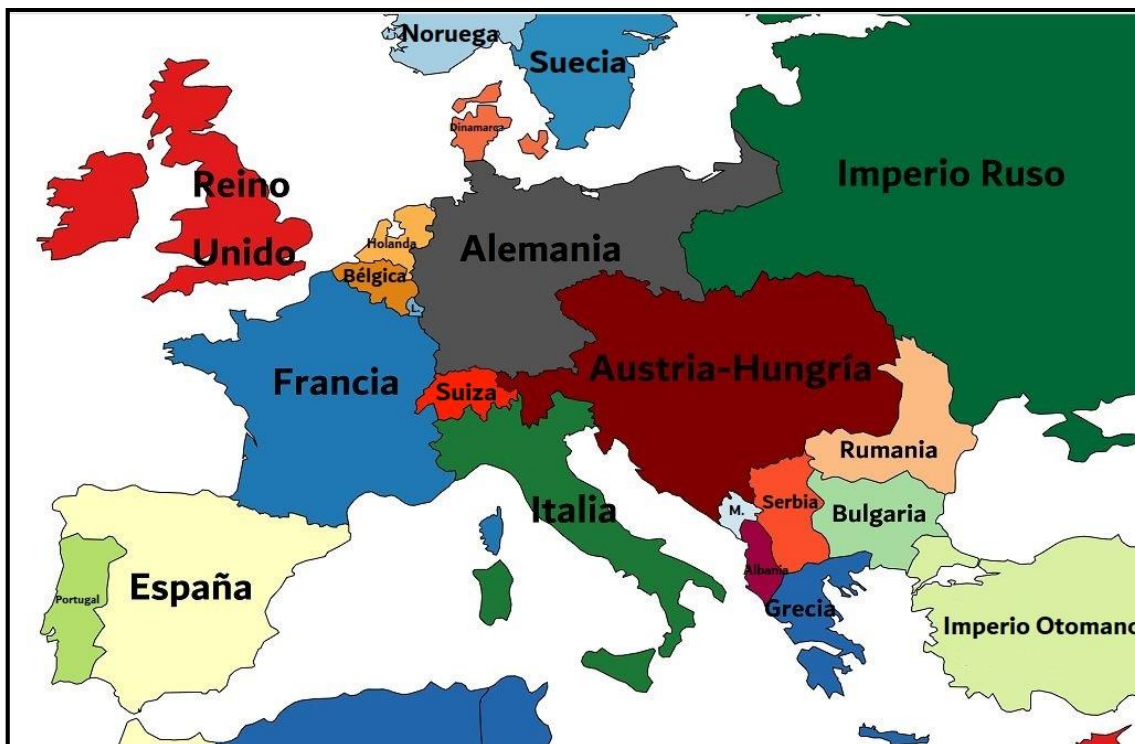 Noruega
Suecia
Dinamarca
Imperio Ruso
Reino
Unido
Holanda
Alemania
Bélgica
L.
Francia
Suiza
Austria-Hungría
Rumania
Italia
M.
Serbia
Bulgaria
Albania
España
Portugal
Grecia
Imperio Otomano